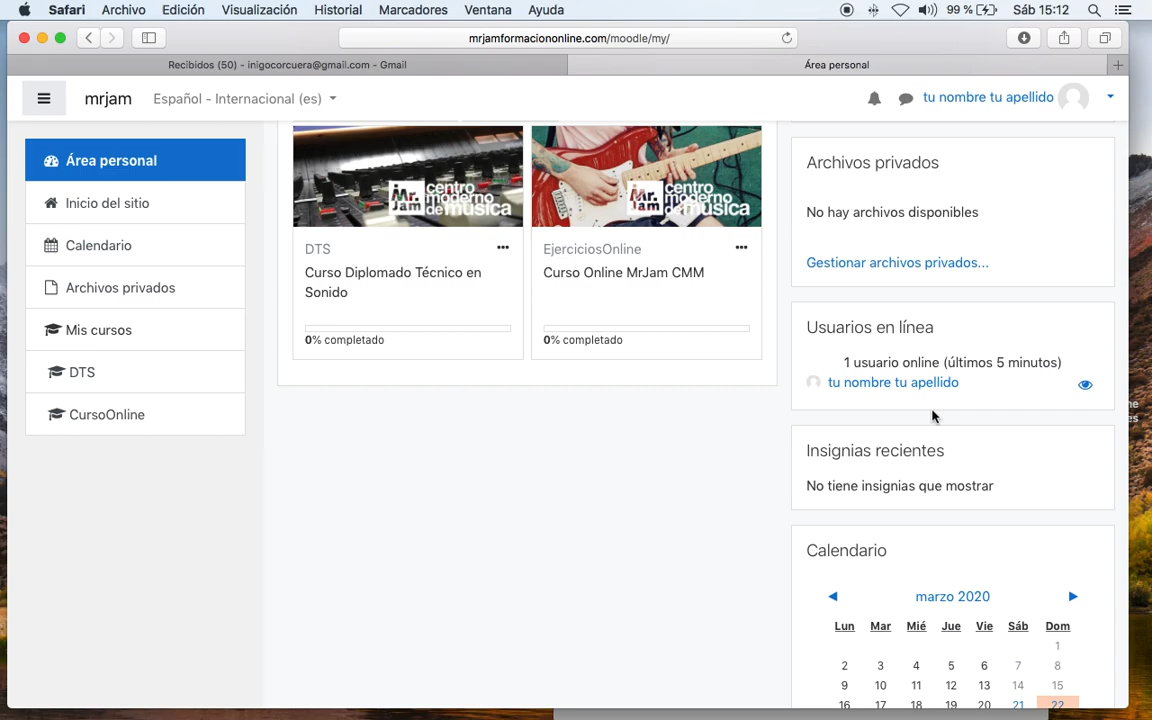 Safari Archivo Edición Visualización Historial Marcadores Ventana Ayuda 99 % Sáb 15:12
mrjamformaciononline.com/moodle/my/
Recibidos (50) - inigocorcuera@gmail.com - Gmail
Área personal
mrjam Español - Internacional (es) tu nombre tu apellido
Área personal
Inicio del sitio
Calendario
Archivos privados
Mis cursos
DTS
CursoOnline
Mr Jam centro moderno de música
DTS
Curso Diplomado Técnico en
Sonido
0% completado
Mr Jam centro moderno de música
EjerciciosOnline
Curso Online MrJam CMM
0% completado
Archivos privados
No hay archivos disponibles
Gestionar archivos privados...
Usuarios en línea
1 usuario online (últimos 5 minutos)
tu nombre tu apellido
Insignias recientes
No tiene insignias que mostrar
Calendario
marzo 2020
Lun Mar Mié Jue Vie Sáb Dom
1
2 3 4 5 6 7 8
9 10 11 12 13 14 15
16 17 18 19 20 21 22